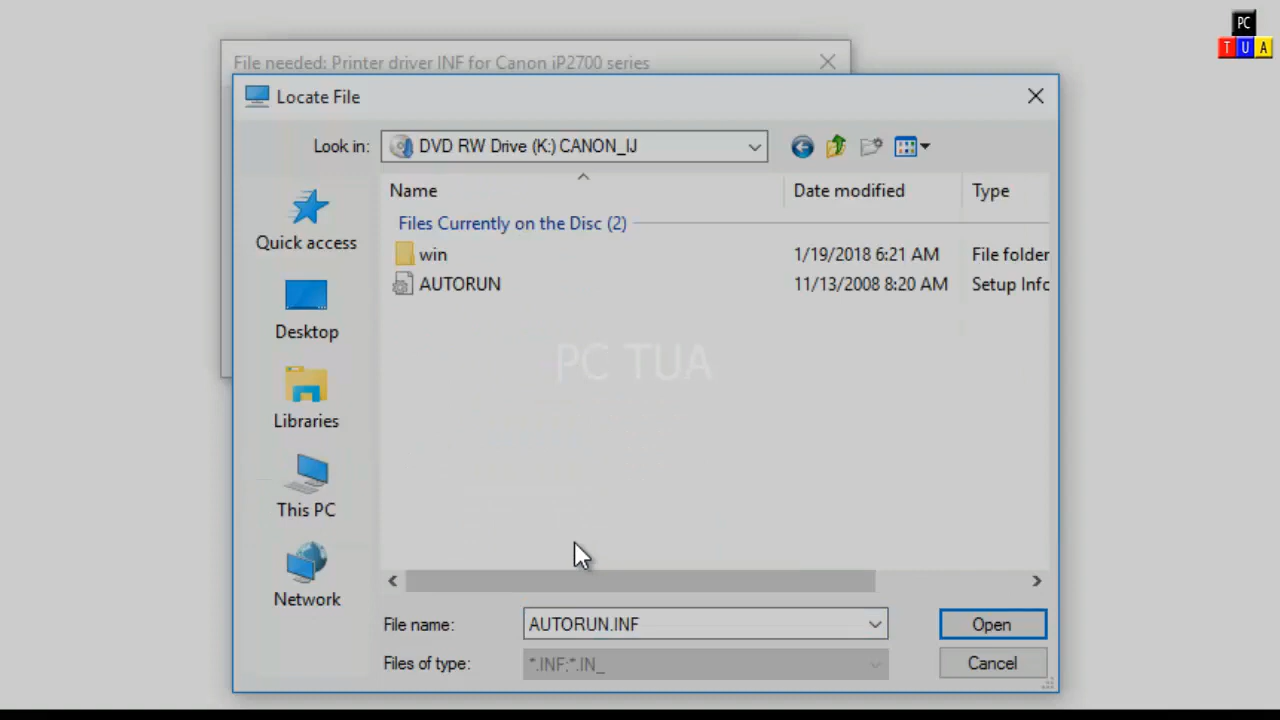 PC
TUA
File needed: Printer driver INF for Canon iP2700 series
Locate File
Look in: DVD RW Drive (K:) CANON_IJ
Name Date modified Type
Files Currently on the Disc (2)
win 1/19/2018 6:21 AM File folder
AUTORUN 11/13/2008 8:20 AM Setup Info
Quick access
Desktop
Libraries
This PC
Network
PC TUA
File name: AUTORUN.INF Open
Files of type: *.INF;*.IN_ Cancel